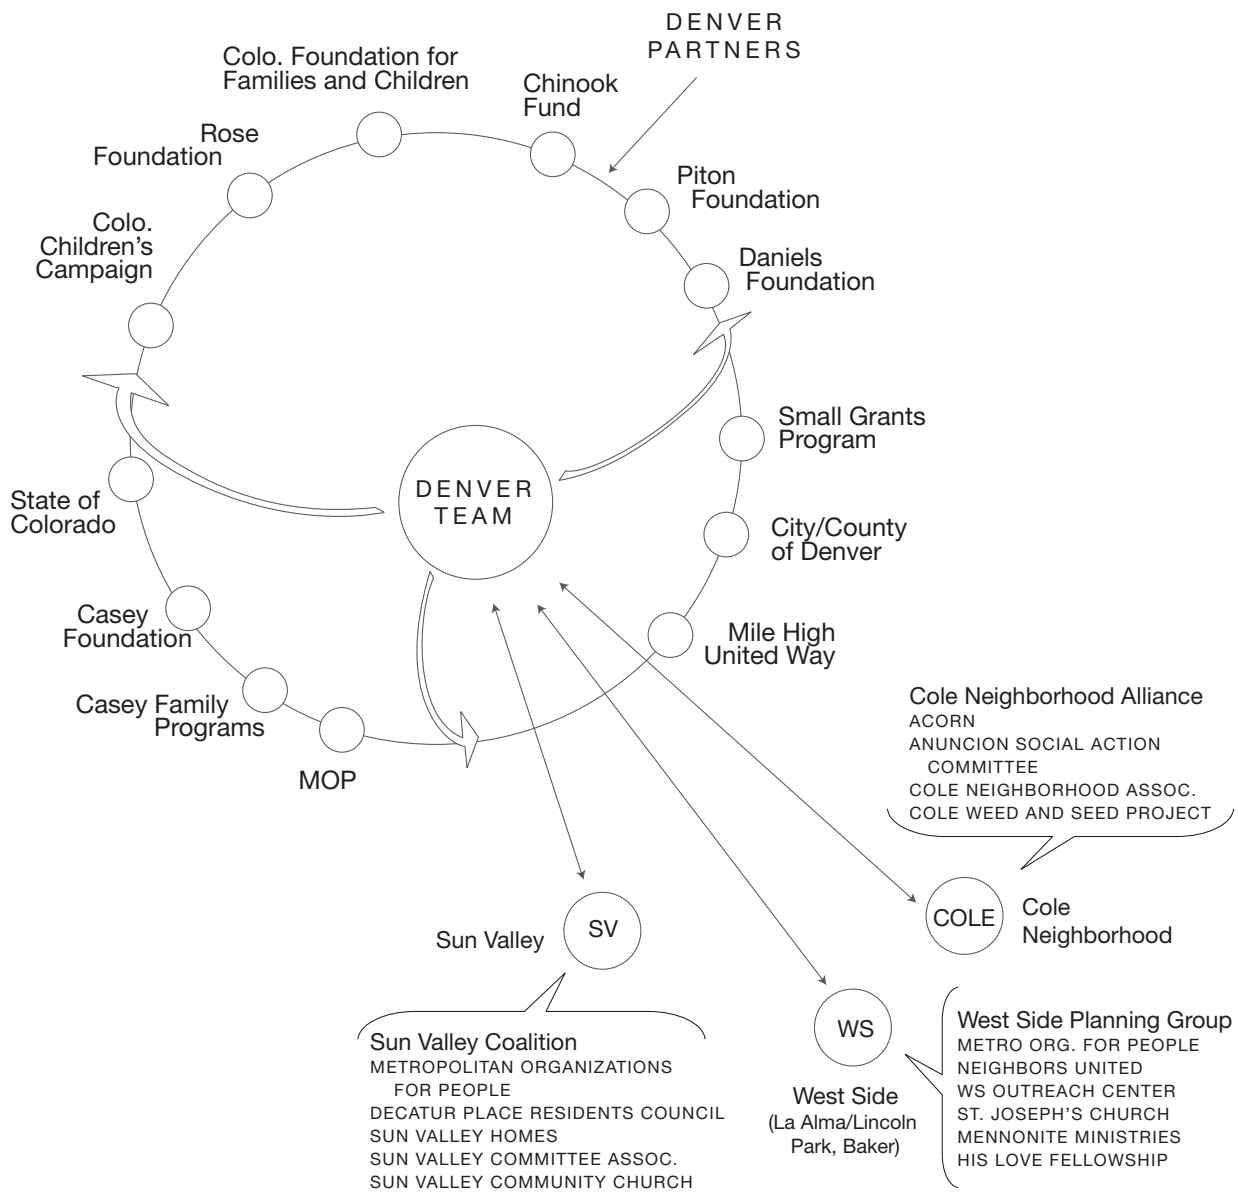 DENVER
PARTNERS
Colo. Foundation for
Families and Children
Chinook
Fund
Rose
Foundation
Piton
Foundation
Colo.
Children's
Campaign
Daniels
Foundation
Small Grants
Program
DENVER
TEAM
State of
Colorado
City/County
of Denver
Casey
Foundation
Mile High
United Way
Casey Family
Programs
MOP
Cole Neighborhood Alliance
ACORN
ANUNCION SOCIAL ACTION
COMMITTEE
COLE NEIGHBORHOOD ASSOC.
COLE WEED AND SEED PROJECT
COLE
Cole
Neighborhood
Sun Valley
SV
Sun Valley Coalition
METROPOLITAN ORGANIZATIONS
FOR PEOPLE
DECATUR PLACE RESIDENTS COUNCIL
SUN VALLEY HOMES
SUN VALLEY COMMITTEE ASSOC.
SUN VALLEY COMMUNITY CHURCH
WS
West Side
(La Alma/Lincoln
Park, Baker)
West Side Planning Group
METRO ORG. FOR PEOPLE
NEIGHBORS UNITED
WS OUTREACH CENTER
ST. JOSEPH'S CHURCH
MENNONITE MINISTRIES
HIS LOVE FELLOWSHIP